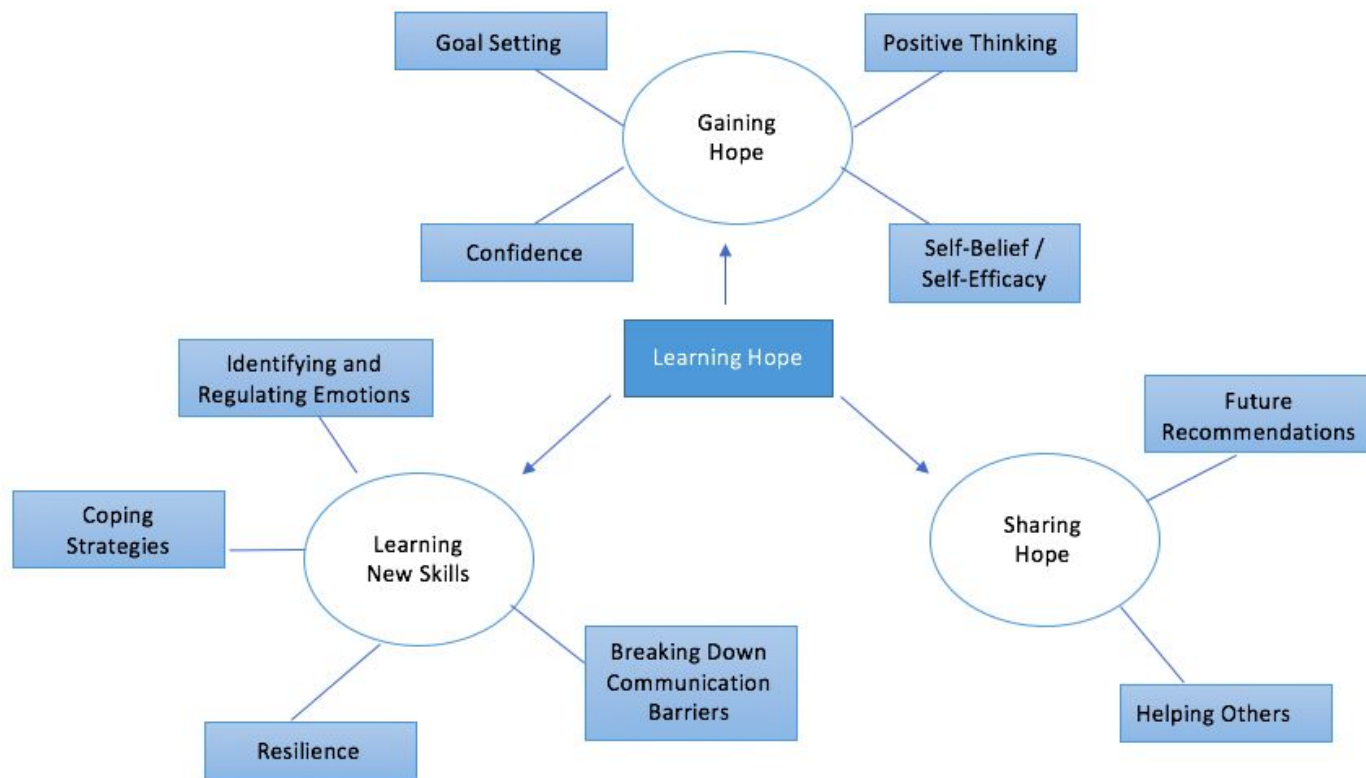 Goal Setting
Positive Thinking
Gaining
Hope
Confidence
Self-Belief /
Self-Efficacy
Learning Hope
Identifying and
Regulating Emotions
Future
Recommendations
Coping
Strategies
Learning
New Skills
Sharing
Hope
Breaking Down
Communication
Barriers
Resilience
Helping Others